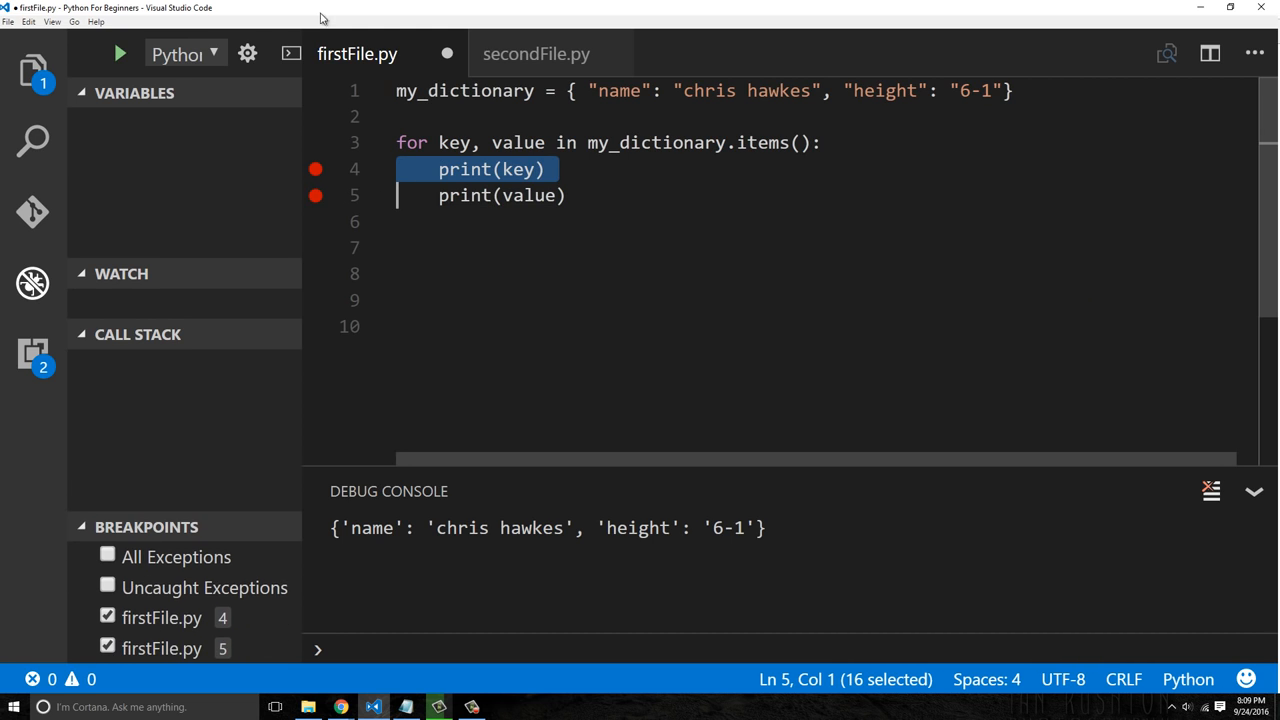 ● firstFile.py - Python For Beginners - Visual Studio Code
File Edit View Go Help
Python
firstFile.py
secondFile.py
VARIABLES
WATCH
CALL STACK
BREAKPOINTS
All Exceptions
Uncaught Exceptions
firstFile.py 4
firstFile.py 5
1
2
1 my_dictionary = { "name": "chris hawkes", "height": "6-1"}
2
3 for key, value in my_dictionary.items():
4 print(key)
5 print(value)
6
7
8
9
10
DEBUG CONSOLE
{'name': 'chris hawkes', 'height': '6-1'}
0 0 Ln 5, Col 1 (16 selected) Spaces: 4 UTF-8 CRLF Python
I'm Cortana. Ask me anything.
8:09 PM
9/24/2016